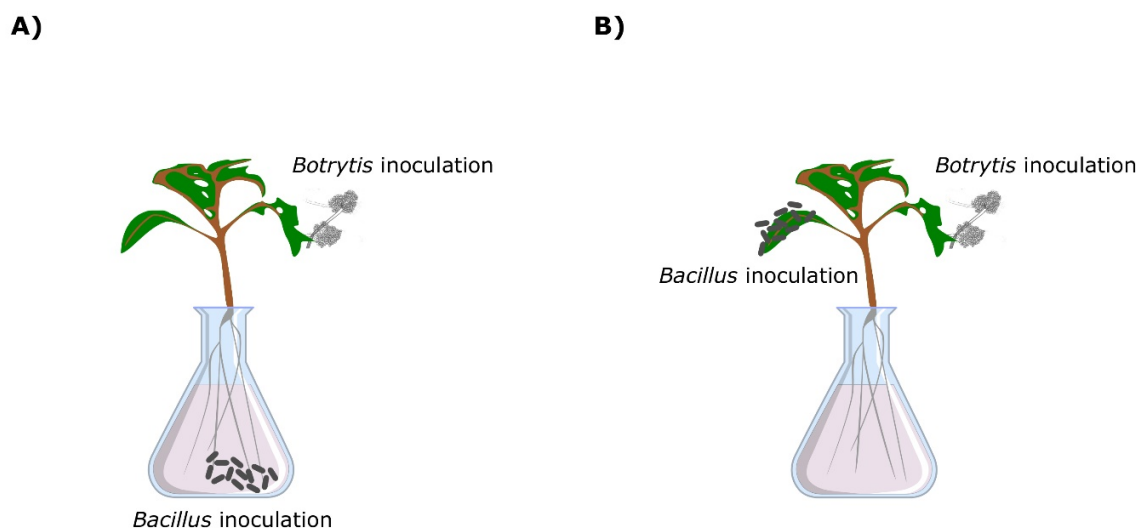 A)
Botrytis inoculation
Bacillus inoculation
B)
Botrytis inoculation
Bacillus inoculation